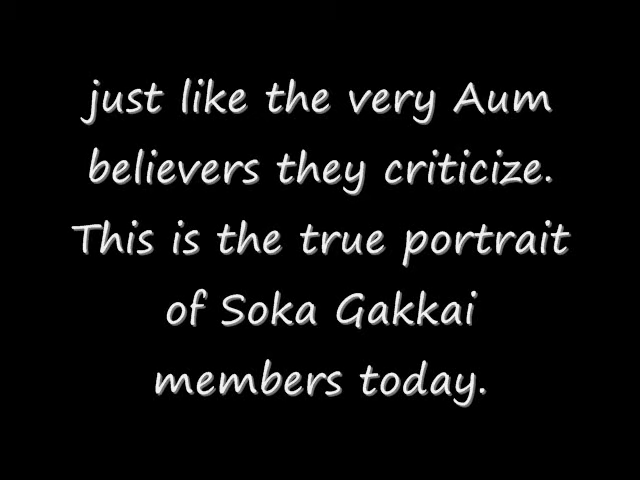 just like the very Aum
believers they criticize.
This is the true portrait
of Soka Gakkai
members today.